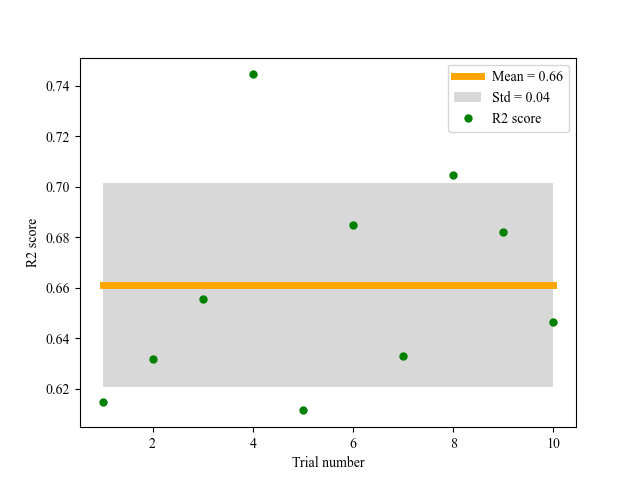 Mean = 0.66
Std = 0.04
R2 score
0.74
0.72
0.70
0.68
0.66
0.64
0.62
R2 score
2
4
6
8
10
Trial number